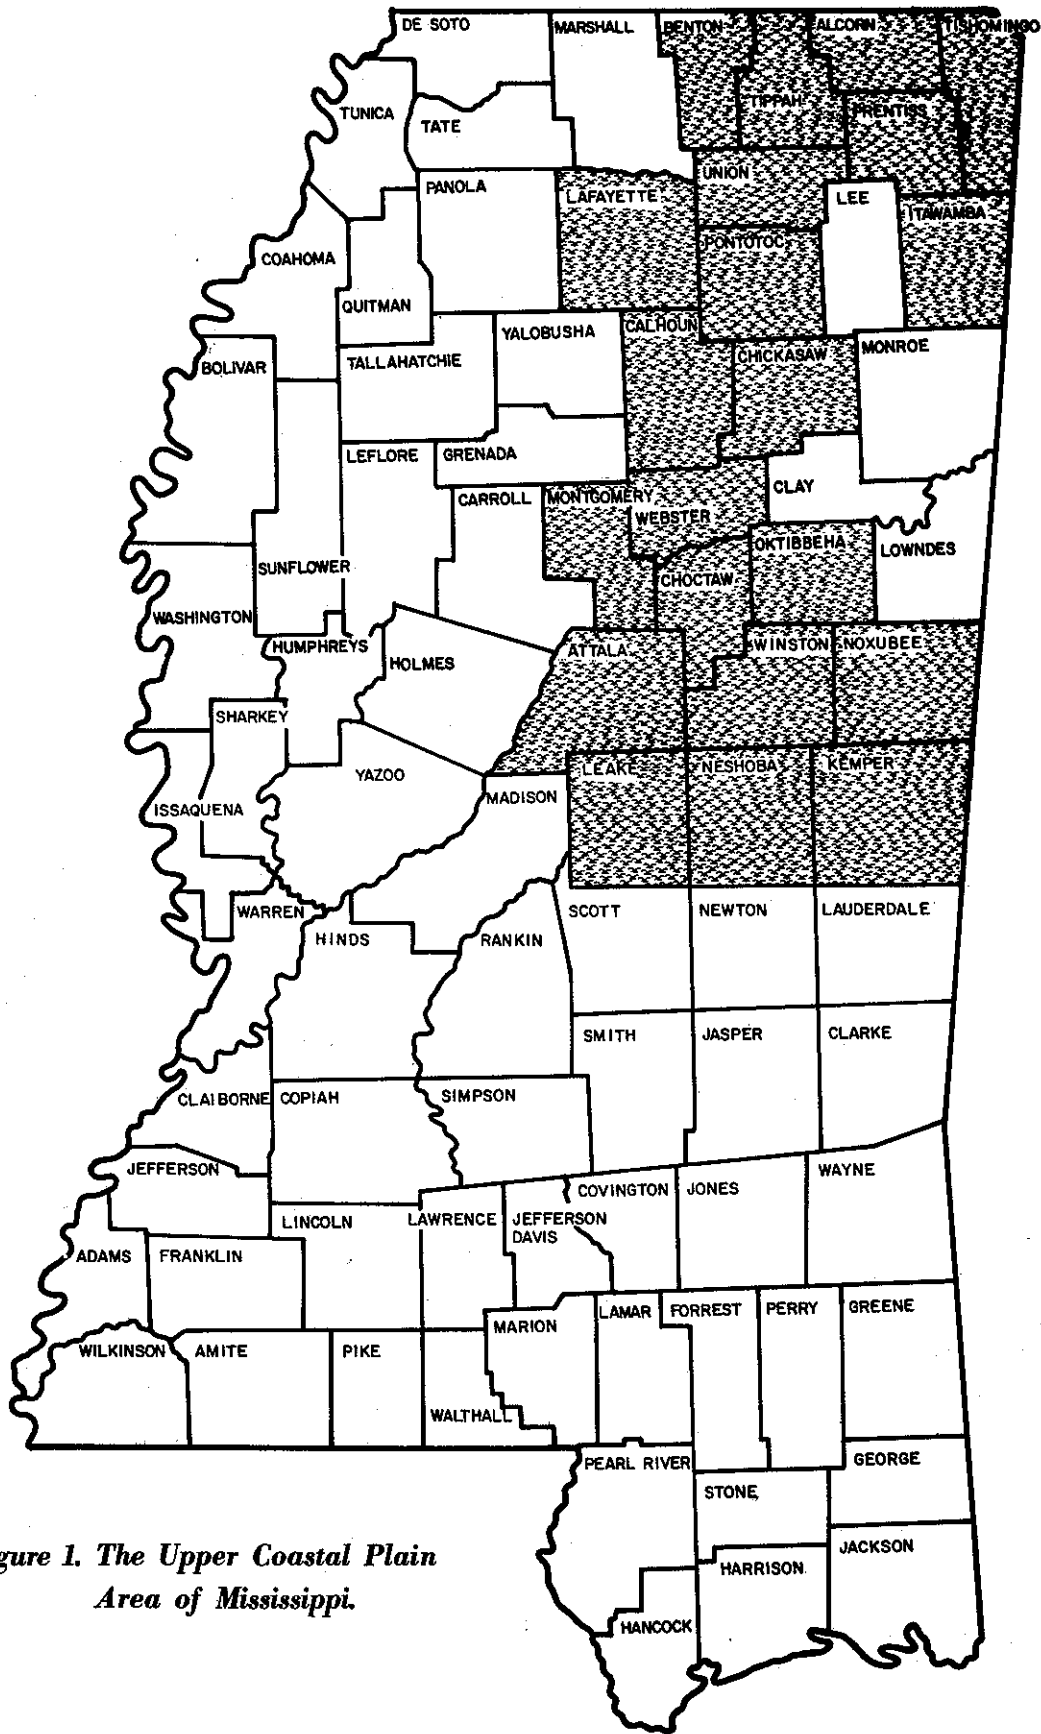 DE SOTO
MARSHALL
BENTON
ALCORN
TISHOMINGO
TIPPAH
PRENTISS
TUNICA
TATE
UNION
PANOLA
LAFAYETTE
LEE
ITAWAMBA
PONTOTOC
COAHOMA
QUITMAN
CALHOUN
YALOBUSHA
CHICKASAW
MONROE
TALLAHATCHIE
BOLIVAR
LEFLORE
GRENADA
CLAY
CARROLL
MONTGOMERY
WEBSTER
OKTIBBEHA
LOWNDES
SUNFLOWER
CHOCTAW
WASHINGTON
HUMPHREYS
HOLMES
ATTALA
WINSTON
NOXUBEE
SHARKEY
YAZOO
LEAKE
NESHOBA
KEMPER
MADISON
ISSAQUENA
WARREN
HINDS
RANKIN
SCOTT
NEWTON
LAUDERDALE
SMITH
JASPER
CLARKE
CLAIBORNE
COPIAH
SIMPSON
JEFFERSON
COVINGTON
JONES
WAYNE
LINCOLN
LAWRENCE
JEFFERSON
DAVIS
ADAMS
FRANKLIN
LAMAR
FORREST
PERRY
GREENE
MARION
WILKINSON
AMITE
PIKE
WALTHALL
PEARL RIVER
GEORGE
STONE
JACKSON
HARRISON
HANCOCK
gure 1. The Upper Coastal Plain
Area of Mississippi.